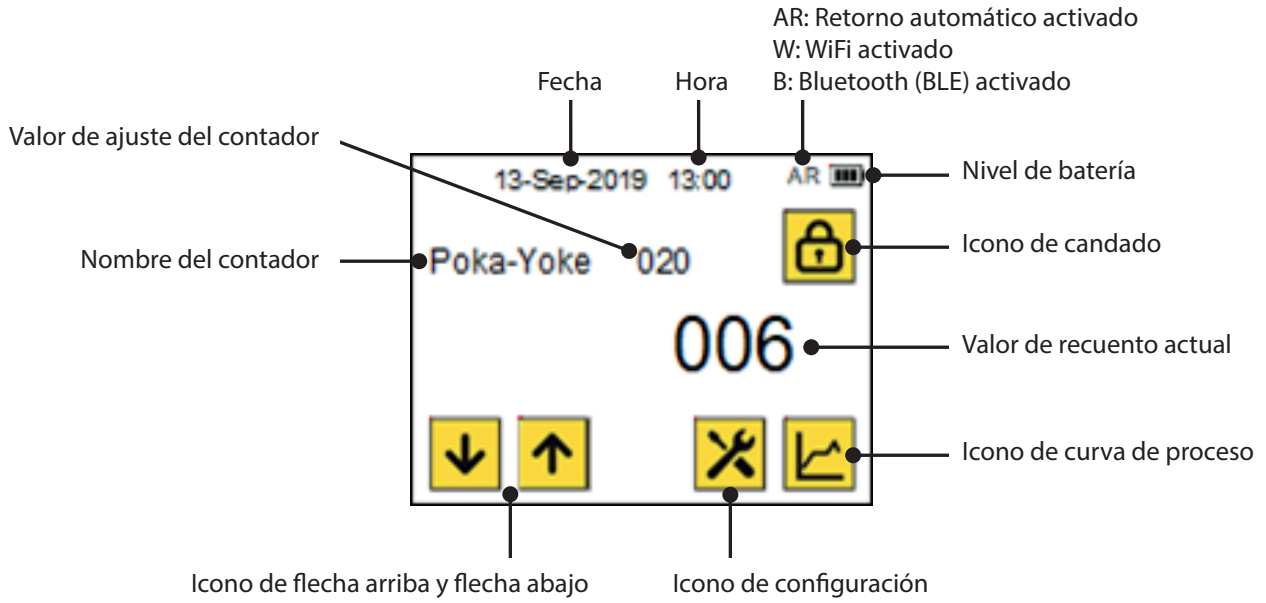 AR: Retorno automático activado
W: WiFi activado
B: Bluetooth (BLE) activado
Fecha
Hora
Valor de ajuste del contador
13-Sep-2019 13:00 AR
Nivel de batería
Nombre del contador
Poka-Yoke 020
Icono de candado
006
Valor de recuento actual
Icono de curva de proceso
Icono de flecha arriba y flecha abajo
Icono de configuración